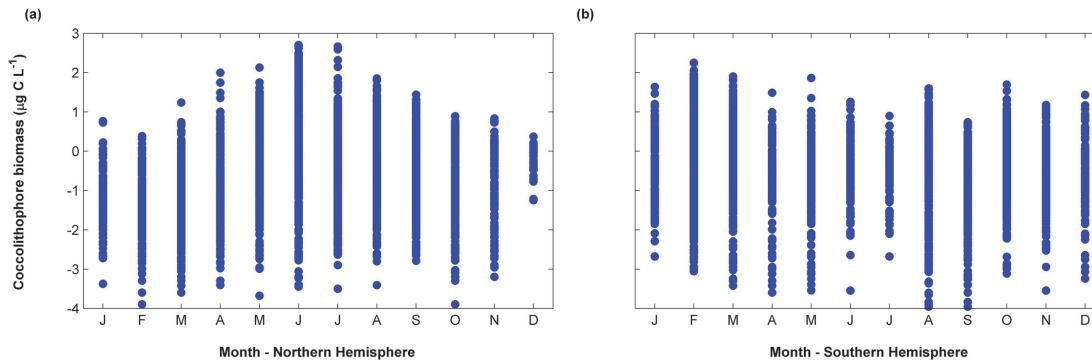 (a)
(b)
Coccolithophore biomass (μg C L⁻¹)
3
2
1
0
-1
-2
-3
-4
J F M A M J J A S O N D
J F M A M J J A S O N D
Month - Northern Hemisphere
Month - Southern Hemisphere